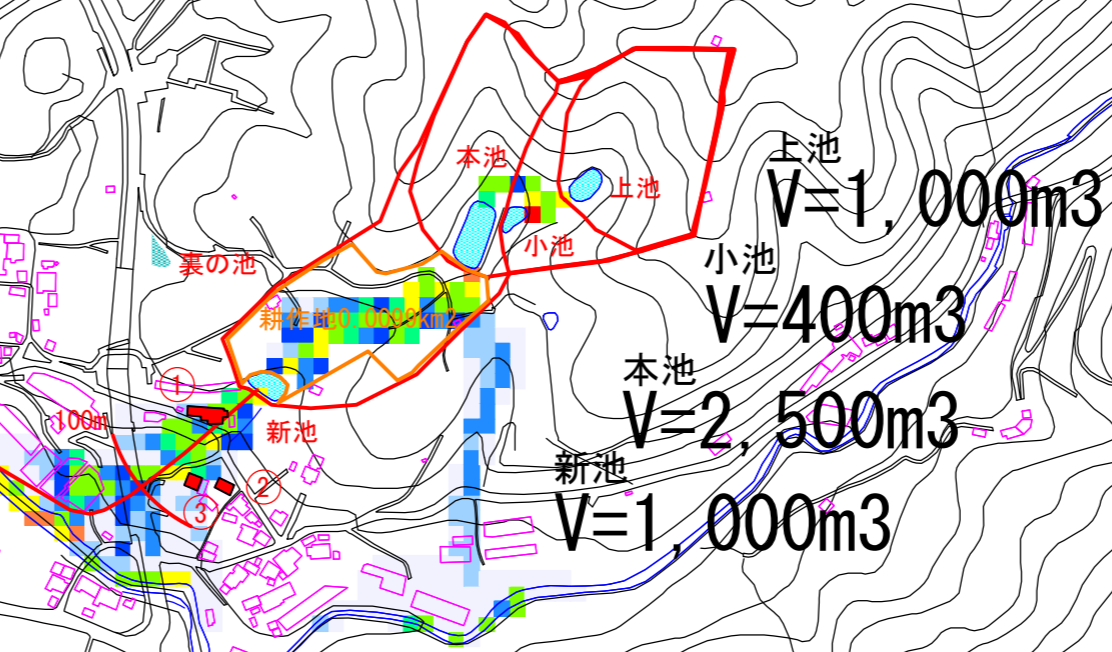 上池
V=1,000m3
小池
V=400m3
本池
V=2,500m3
新池
V=1,000m3
本池
上池
小池
裏の池
耕作地0.0099km2
①
100m
新池
②
③